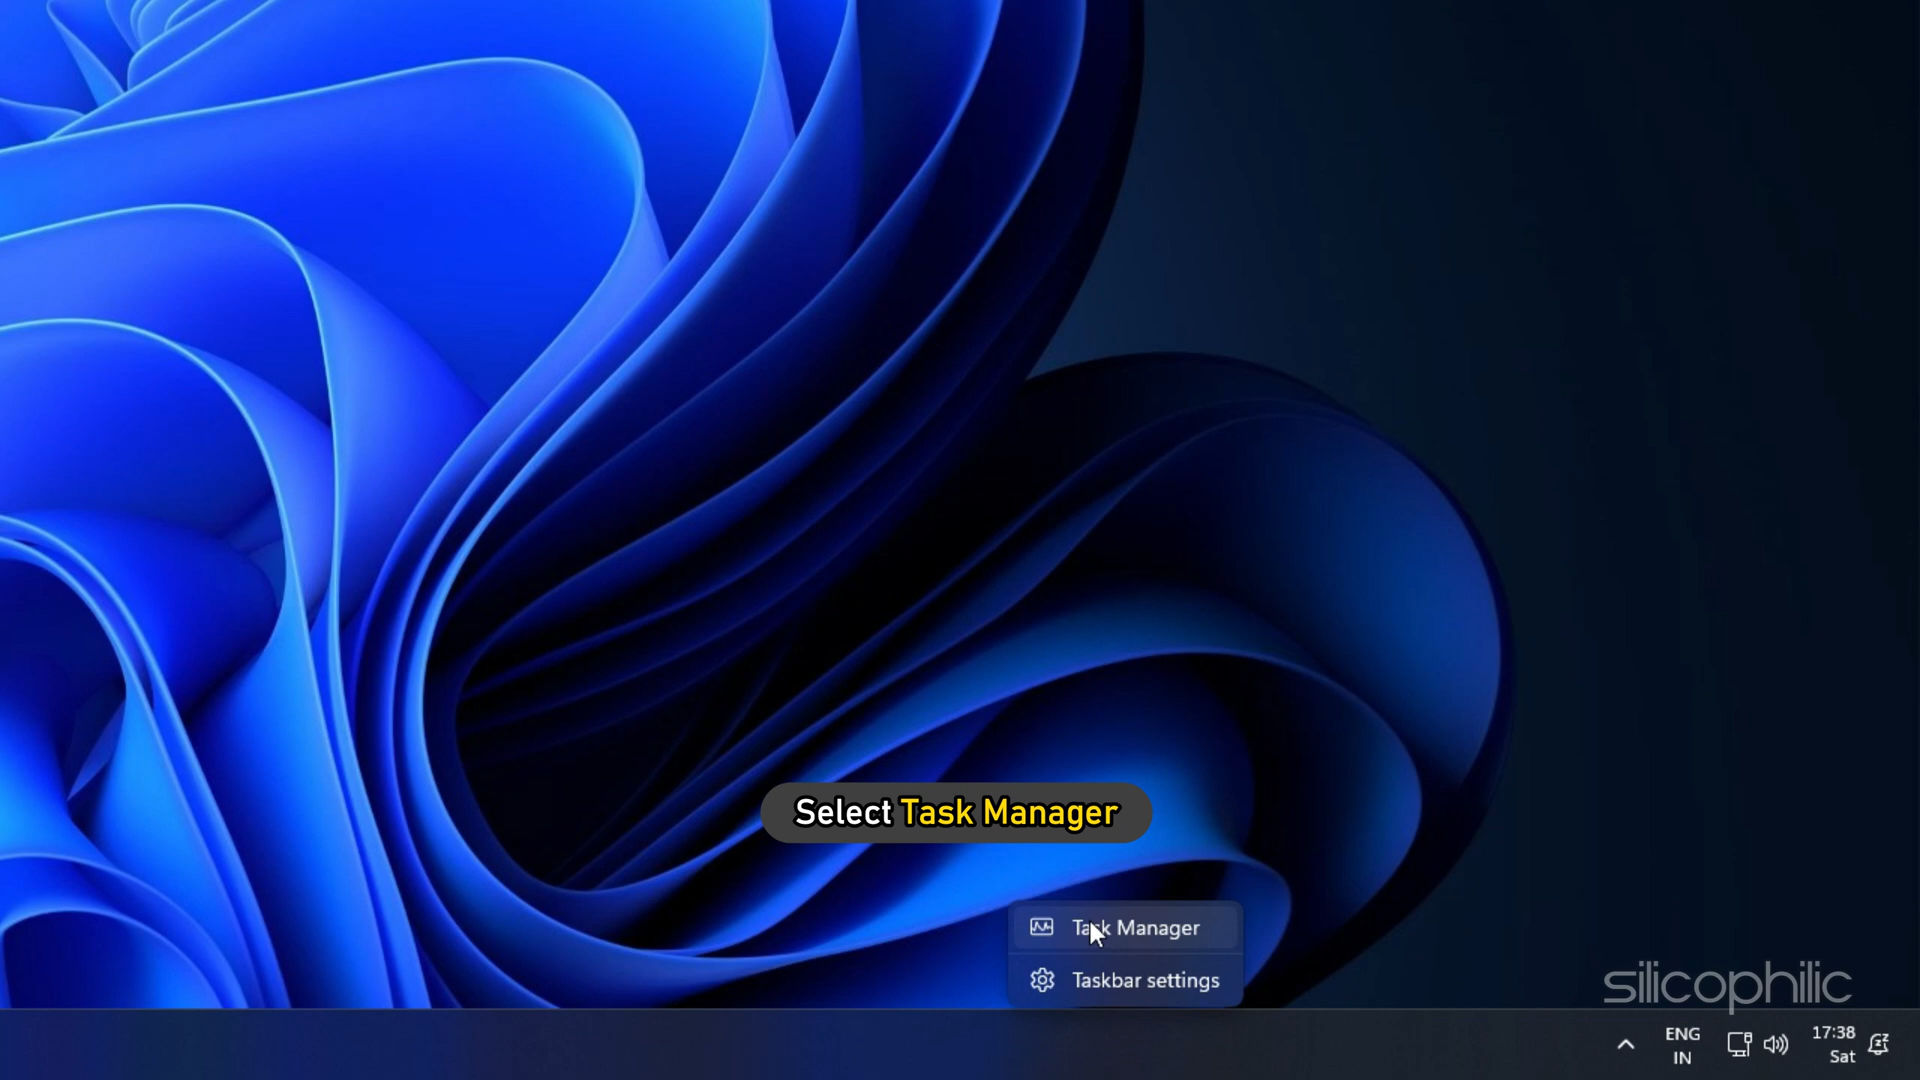 Select Task Manager
Task Manager
Taskbar settings
silicophilic
ENG
IN
17:38
Sat